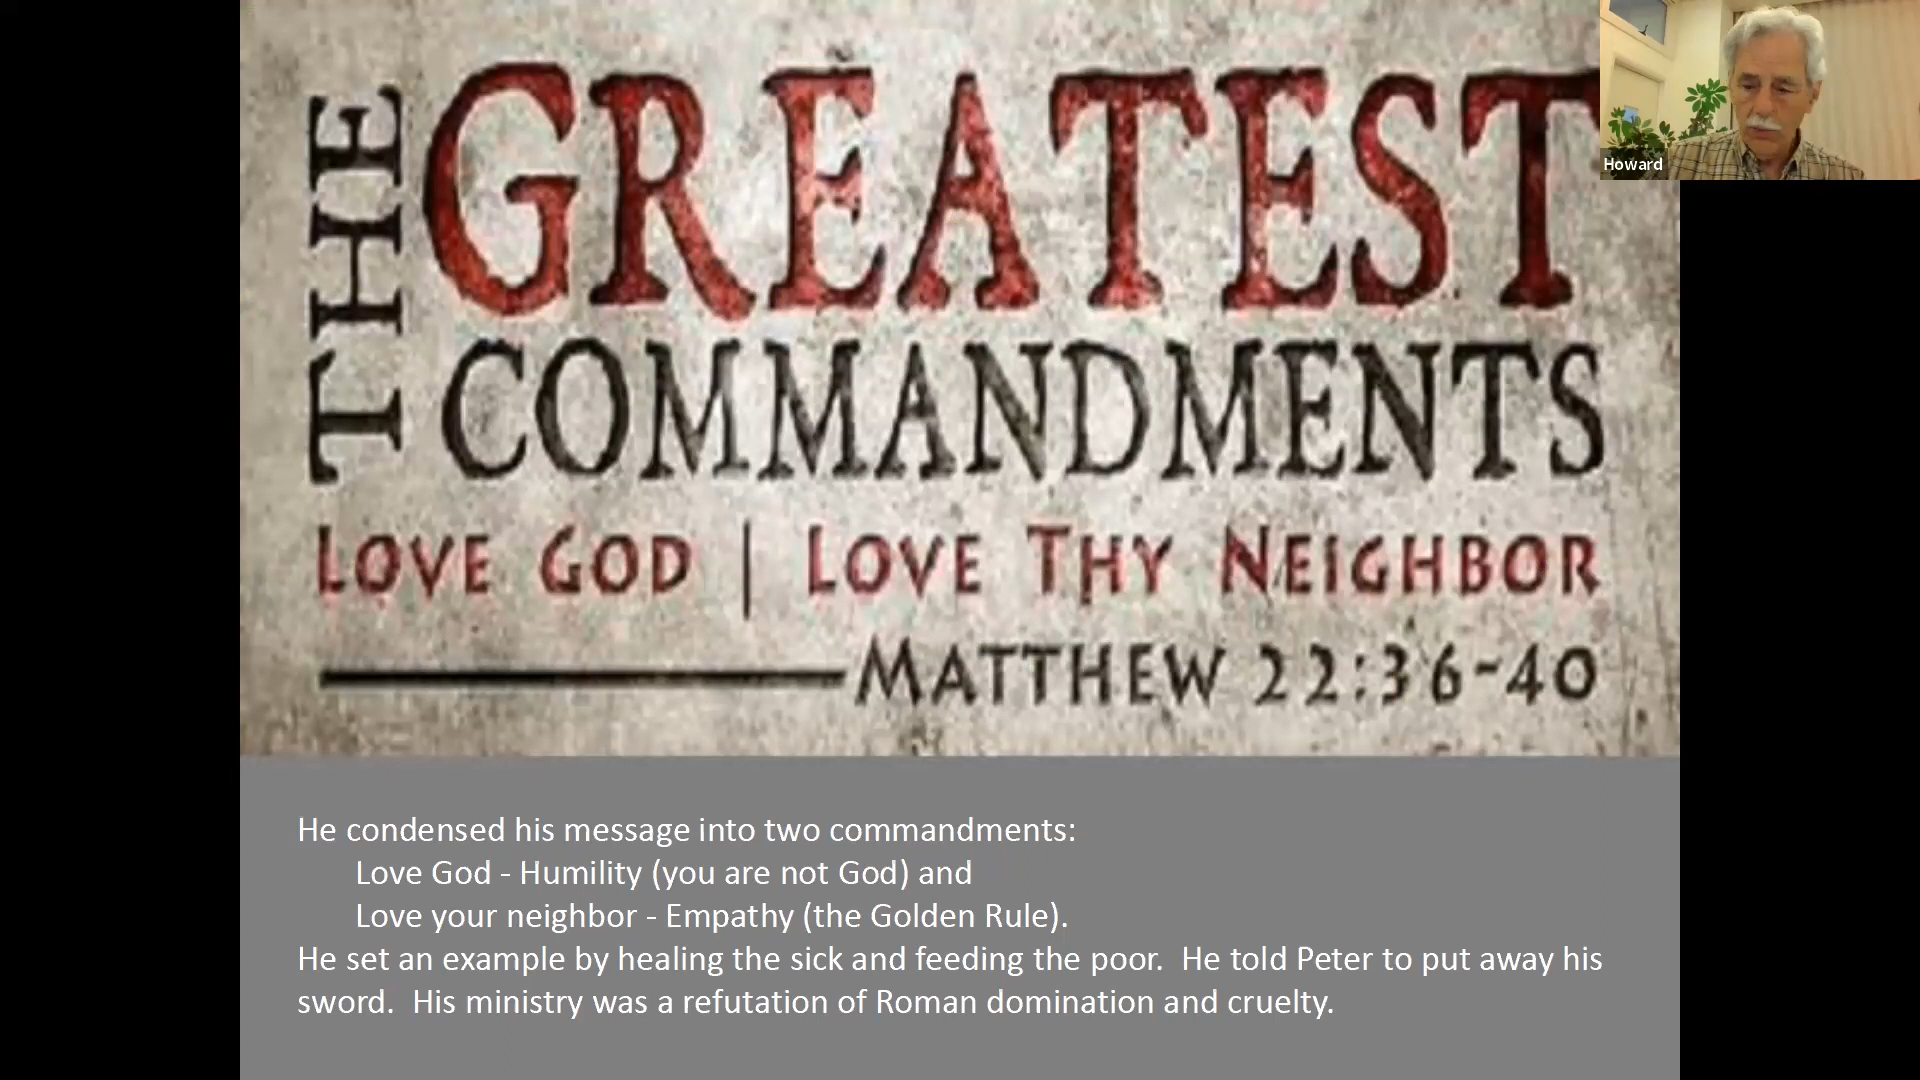 THE
GREATEST
COMMANDMENTS
LOVE GOD | LOVE THY NEIGHBOR
MATTHEW 22:36-40
Howard
He condensed his message into two commandments:
Love God - Humility (you are not God) and
Love your neighbor - Empathy (the Golden Rule).
He set an example by healing the sick and feeding the poor.  He told Peter to put away his
sword.  His ministry was a refutation of Roman domination and cruelty.